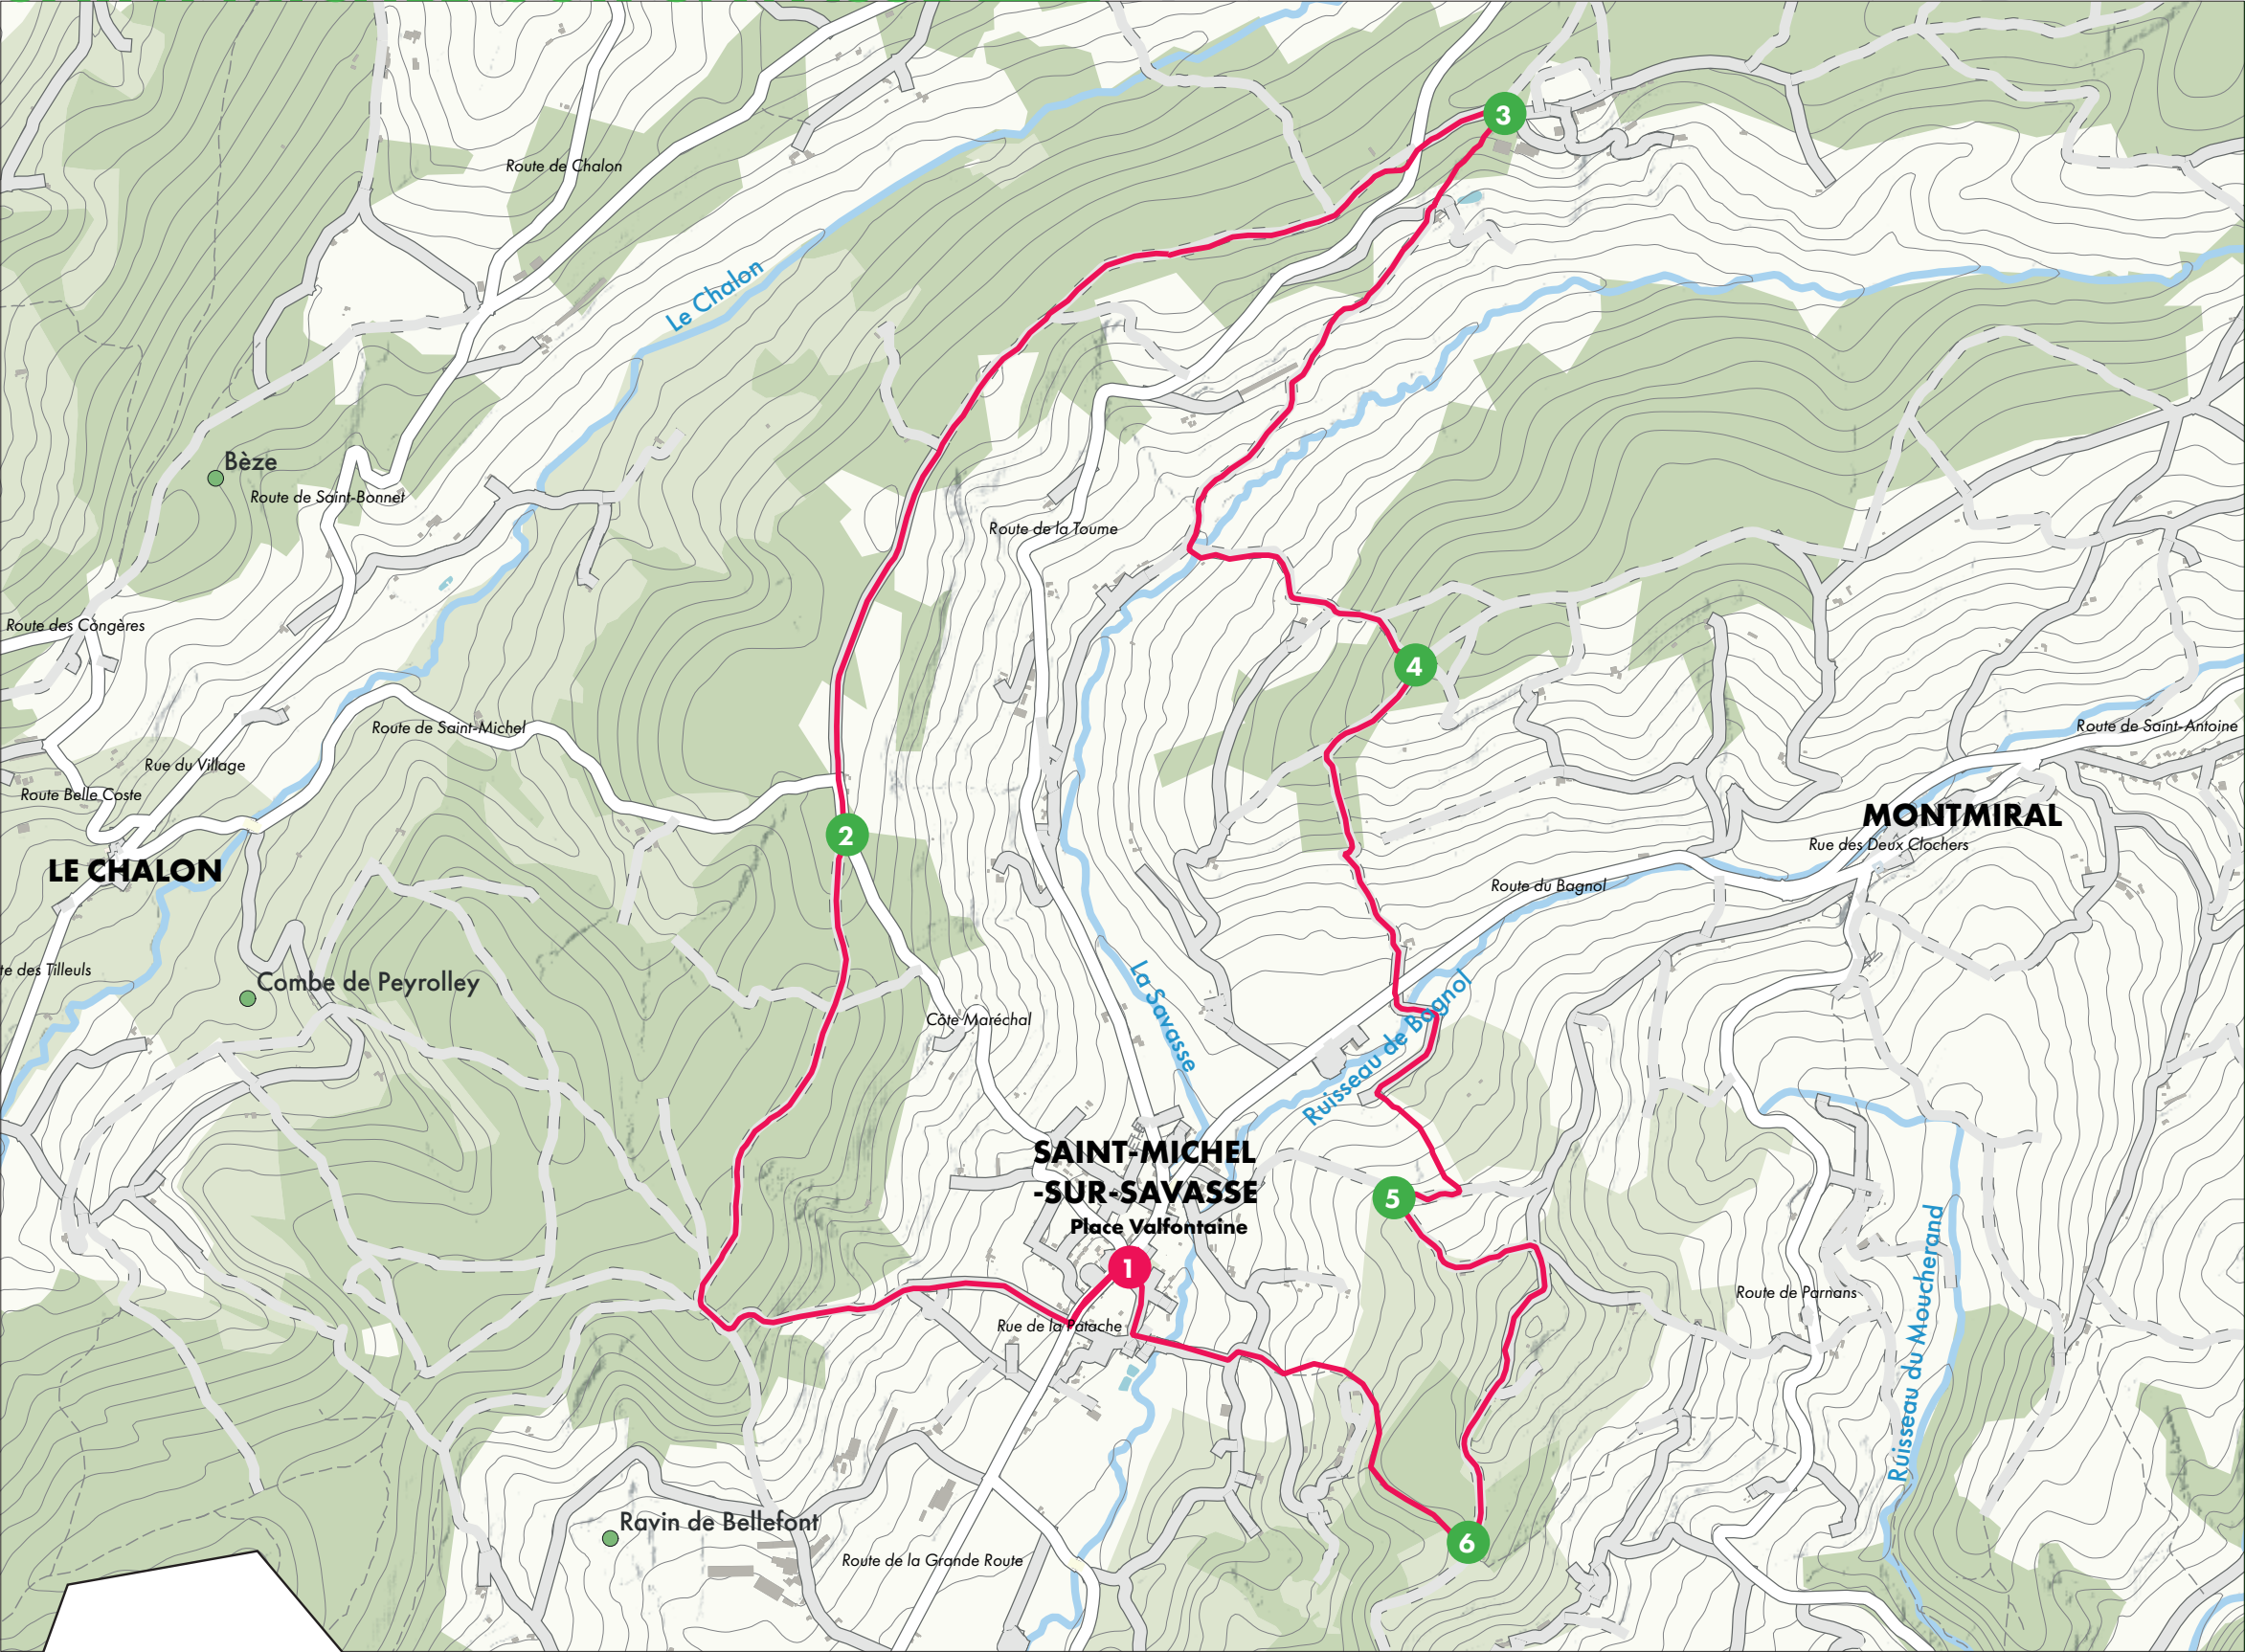 3
Route de Chalon
Le Chalon
Bèze
Route de Saint-Bonnet
Route de la Toume
Route des Congères
4
Route de Saint-Michel
Route de Saint-Antoine
Rue du Village
Route Belle Coste
MONTMIRAL
Rue des Deux Clochers
2
LE CHALON
Route du Bagnol
te des Tilleuls
Combe de Peyrolley
La Savasse
Côte Maréchal
Ruisseau de Bagnol
SAINT-MICHEL
-SUR-SAVASSE
Place Valfontaine
5
1
Route de Parnans
Ruisseau du Moucherand
Rue de la Patache
Ravin de Bellefont
6
Route de la Grande Route